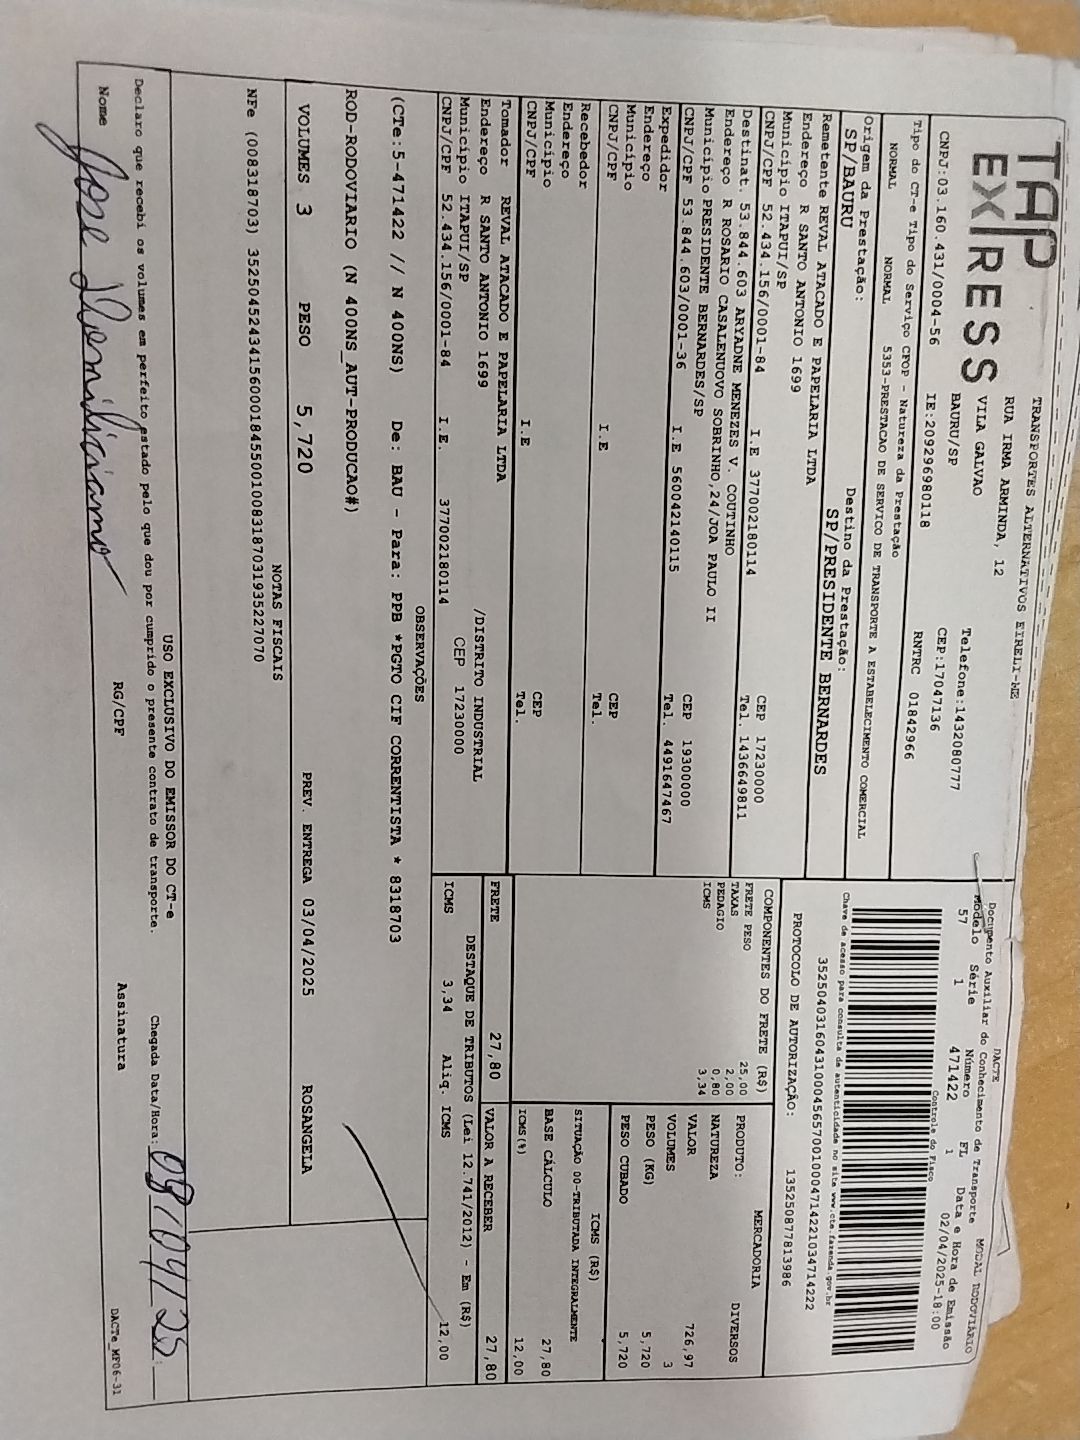 TAP
EXPRESS
TRANSPORTES ALTERNATIVOS EIRELI-ME
RUA IRMA ARMINDA, 12
VILA GALVAO
BAURU/SP
Telefone:1432080777
CEP:17047136
CNPJ:03.160.431/0004-56 IE:209296980118 RNTRC 01842966
DACTE
Documento Auxiliar do Conhecimento de Transporte MODAL RODOVIÁRIO
Modelo Série Número FL Data e Hora de Emissão
57 1 471422 1 02/04/2025-18:00
Controle do Fisco
Chave de acesso para consulta de autenticidade no site www.cte.fazenda.gov.br
35250403160431000456570010004714221034714222
PROTOCOLO DE AUTORIZAÇÃO: 135250877813986
Tipo do CT-e Tipo do Serviço CFOP - Natureza da Prestação
NORMAL NORMAL 5353-PRESTACAO DE SERVICO DE TRANSPORTE A ESTABELECIMENTO COMERCIAL
Origem da Prestação: Destino da Prestação:
SP/BAURU SP/PRESIDENTE BERNARDES
Remetente REVAL ATACADO E PAPELARIA LTDA
Endereço R SANTO ANTONIO 1699
Município ITAPUI/SP CEP 17230000
CNPJ/CPF 52.434.156/0001-84 I.E 377002180114 Tel. 1436649811
Destinat. 53.844.603 ARYADNE MENEZES V. COUTINHO
Endereço R ROSARIO CASALENUOVO SOBRINHO,24/JOA PAULO II
Município PRESIDENTE BERNARDES/SP CEP 19300000
CNPJ/CPF 53.844.603/0001-36 I.E 560042140115 Tel. 4491647467
Expedidor
Endereço
Município CEP
CNPJ/CPF I.E Tel.
Recebedor
Endereço
Município CEP
CNPJ/CPF I.E Tel.
Tomador REVAL ATACADO E PAPELARIA LTDA
Endereço R SANTO ANTONIO 1699 /DISTRITO INDUSTRIAL
Município ITAPUI/SP CEP 17230000
CNPJ/CPF 52.434.156/0001-84 I.E. 377002180114
COMPONENTES DO FRETE (R$)
FRETE PESO 25,00
TAXAS 2,00
PEDAGIO 0,80
ICMS 3,34
MERCADORIA
PRODUTO: DIVERSOS
NATUREZA
VALOR 726,97
VOLUMES 3
PESO (KG) 5,720
PESO CUBADO 5,720
ICMS (R$)
SITUAÇÃO 00-TRIBUTADA INTEGRALMENTE
BASE CÁLCULO 27,80
ICMS(%) 12,00
FRETE 27,80 VALOR A RECEBER 27,80
DESTAQUE DE TRIBUTOS (Lei 12.741/2012) - Em (R$)
ICMS 3,34 Aliq. ICMS 12,00
OBSERVAÇÕES
(CTe:5-471422 // N 400NS) De: BAU - Para: PPB *PGTO CIF CORRENTISTA * 8318703
ROD-RODOVIARIO (N 400NS_AUT-PRODUCAO#)
VOLUMES 3 PESO 5,720 PREV. ENTREGA 03/04/2025 ROSANGELA
NOTAS FISCAIS
NFe (008318703) 35250452434156000184550010083187031935227070
USO EXCLUSIVO DO EMISSOR DO CT-e
Declaro que recebi os volumes em perfeito estado pelo que dou por cumprido o presente contrato de transporte. Chegada Data/Hora: 08/04/25
Nome Jose RG/CPF Assinatura
DACTe_MF06-31